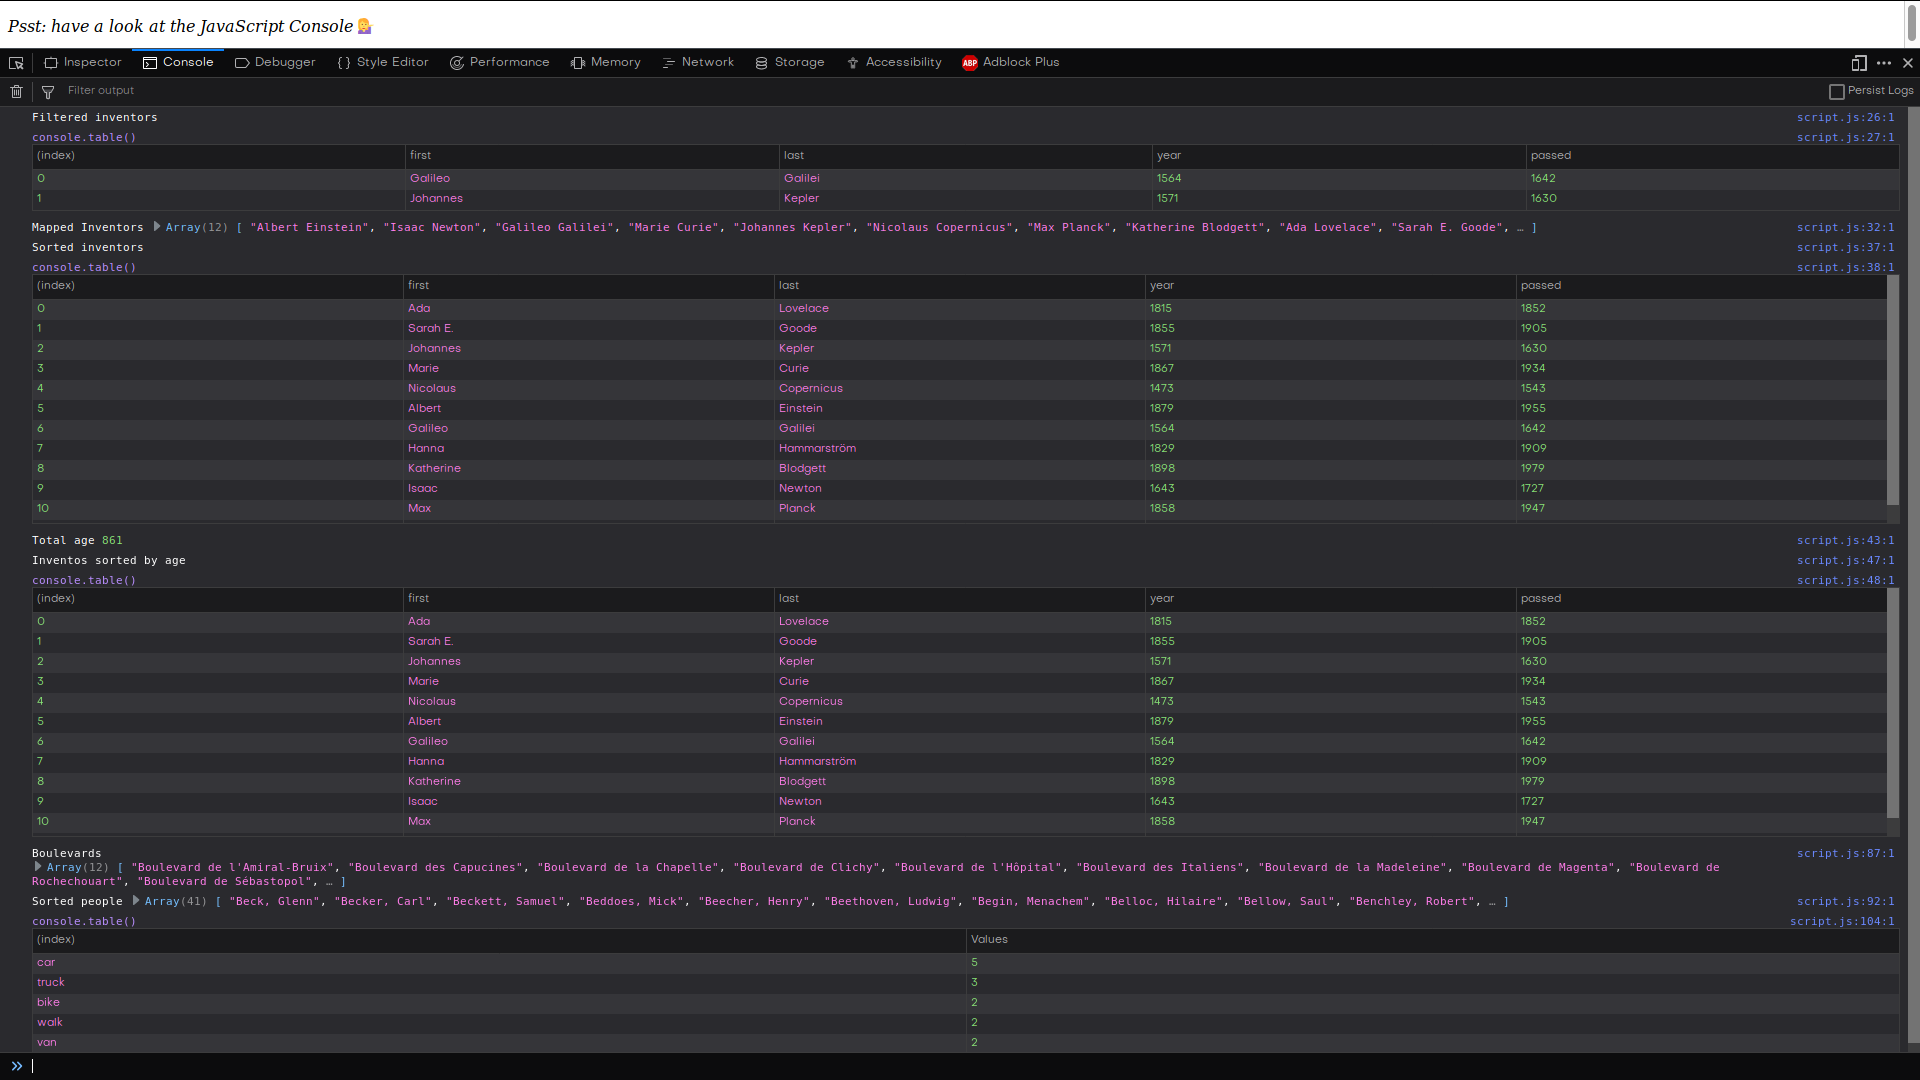 Psst: have a look at the JavaScript Console 💁
Inspector Console Debugger Style Editor Performance Memory Network Storage Accessibility ABP Adblock Plus
Filter output Persist Logs
Filtered inventors script.js:26:1
console.table() script.js:27:1
(index) first last year passed
0 Galileo Galilei 1564 1642
1 Johannes Kepler 1571 1630
Mapped Inventors Array(12) [ "Albert Einstein", "Isaac Newton", "Galileo Galilei", "Marie Curie", "Johannes Kepler", "Nicolaus Copernicus", "Max Planck", "Katherine Blodgett", "Ada Lovelace", "Sarah E. Goode", … ] script.js:32:1
Sorted inventors script.js:37:1
console.table() script.js:38:1
(index) first last year passed
0 Ada Lovelace 1815 1852
1 Sarah E. Goode 1855 1905
2 Johannes Kepler 1571 1630
3 Marie Curie 1867 1934
4 Nicolaus Copernicus 1473 1543
5 Albert Einstein 1879 1955
6 Galileo Galilei 1564 1642
7 Hanna Hammarström 1829 1909
8 Katherine Blodgett 1898 1979
9 Isaac Newton 1643 1727
10 Max Planck 1858 1947
Total age 861 script.js:43:1
Inventos sorted by age script.js:47:1
console.table() script.js:48:1
(index) first last year passed
0 Ada Lovelace 1815 1852
1 Sarah E. Goode 1855 1905
2 Johannes Kepler 1571 1630
3 Marie Curie 1867 1934
4 Nicolaus Copernicus 1473 1543
5 Albert Einstein 1879 1955
6 Galileo Galilei 1564 1642
7 Hanna Hammarström 1829 1909
8 Katherine Blodgett 1898 1979
9 Isaac Newton 1643 1727
10 Max Planck 1858 1947
Boulevards script.js:87:1
Array(12) [ "Boulevard de l'Amiral-Bruix", "Boulevard des Capucines", "Boulevard de la Chapelle", "Boulevard de Clichy", "Boulevard de l'Hôpital", "Boulevard des Italiens", "Boulevard de la Madeleine", "Boulevard de Magenta", "Boulevard de
Rochechouart", "Boulevard de Sébastopol", … ]
Sorted people Array(41) [ "Beck, Glenn", "Becker, Carl", "Beckett, Samuel", "Beddoes, Mick", "Beecher, Henry", "Beethoven, Ludwig", "Begin, Menachem", "Belloc, Hilaire", "Bellow, Saul", "Benchley, Robert", … ] script.js:92:1
console.table() script.js:104:1
(index) Values
car 5
truck 3
bike 2
walk 2
van 2